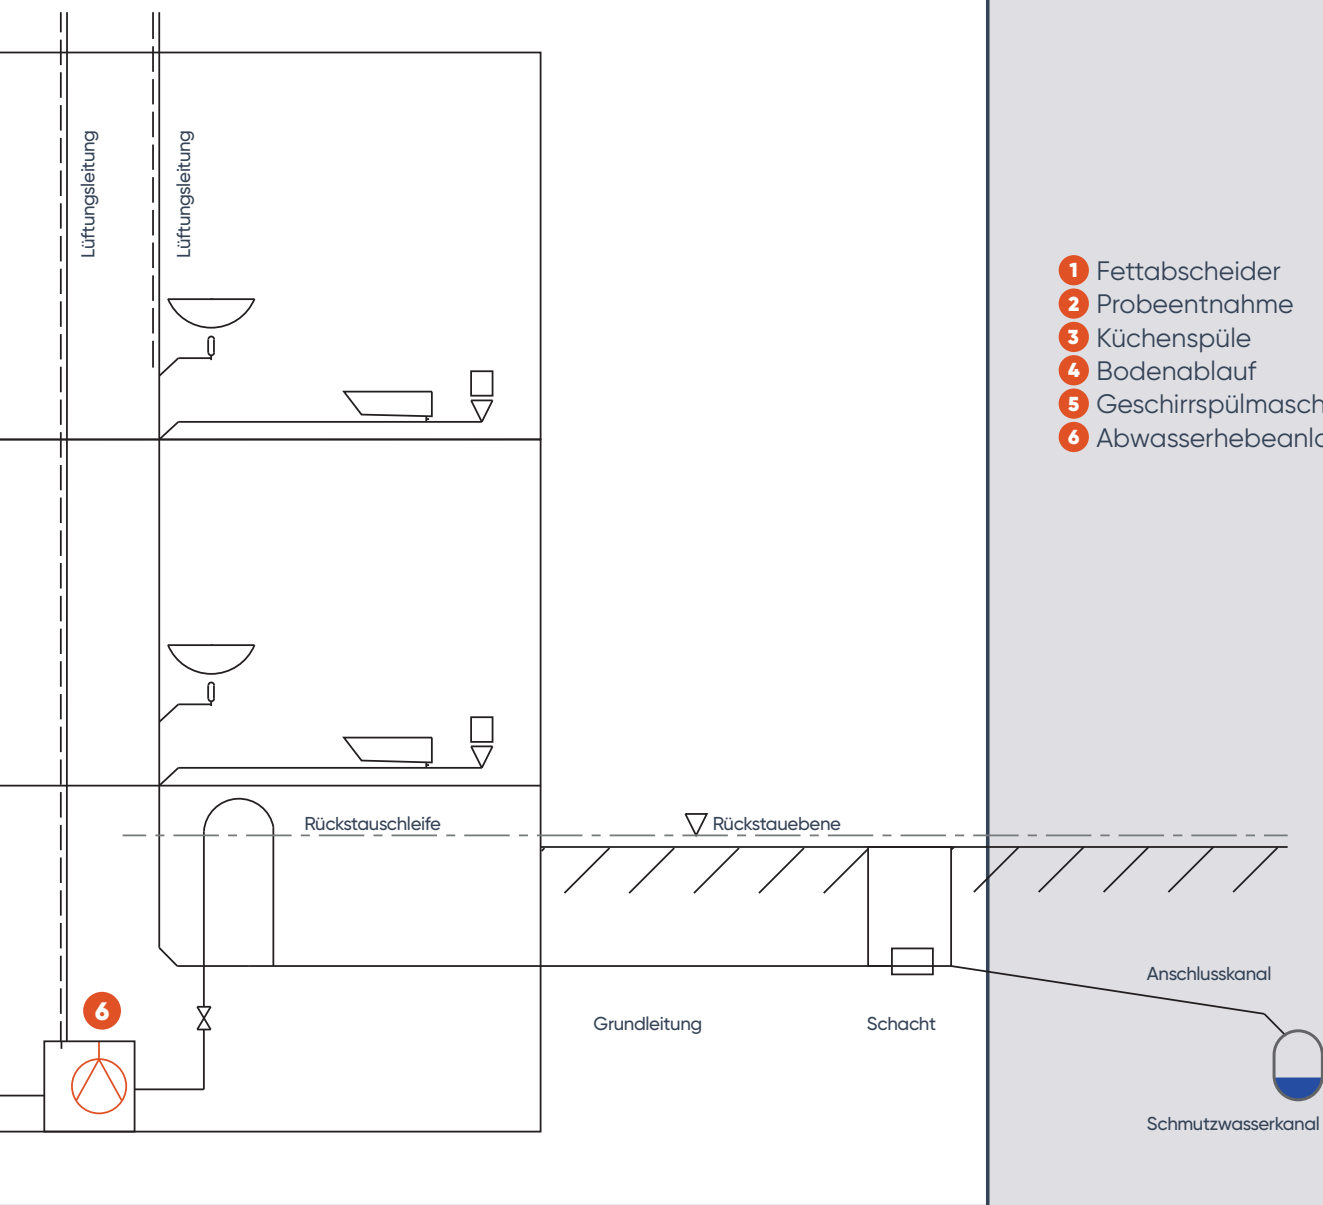 Lüftungsleitung
Lüftungsleitung
1 Fettabscheider
2 Probeentnahme
3 Küchenspüle
4 Bodenablauf
5 Geschirrspülmasch
6 Abwasserhebeanl
Rückstauschleife
Rückstauebene
Anschlusskanal
6
Grundleitung
Schacht
Schmutzwasserkanal